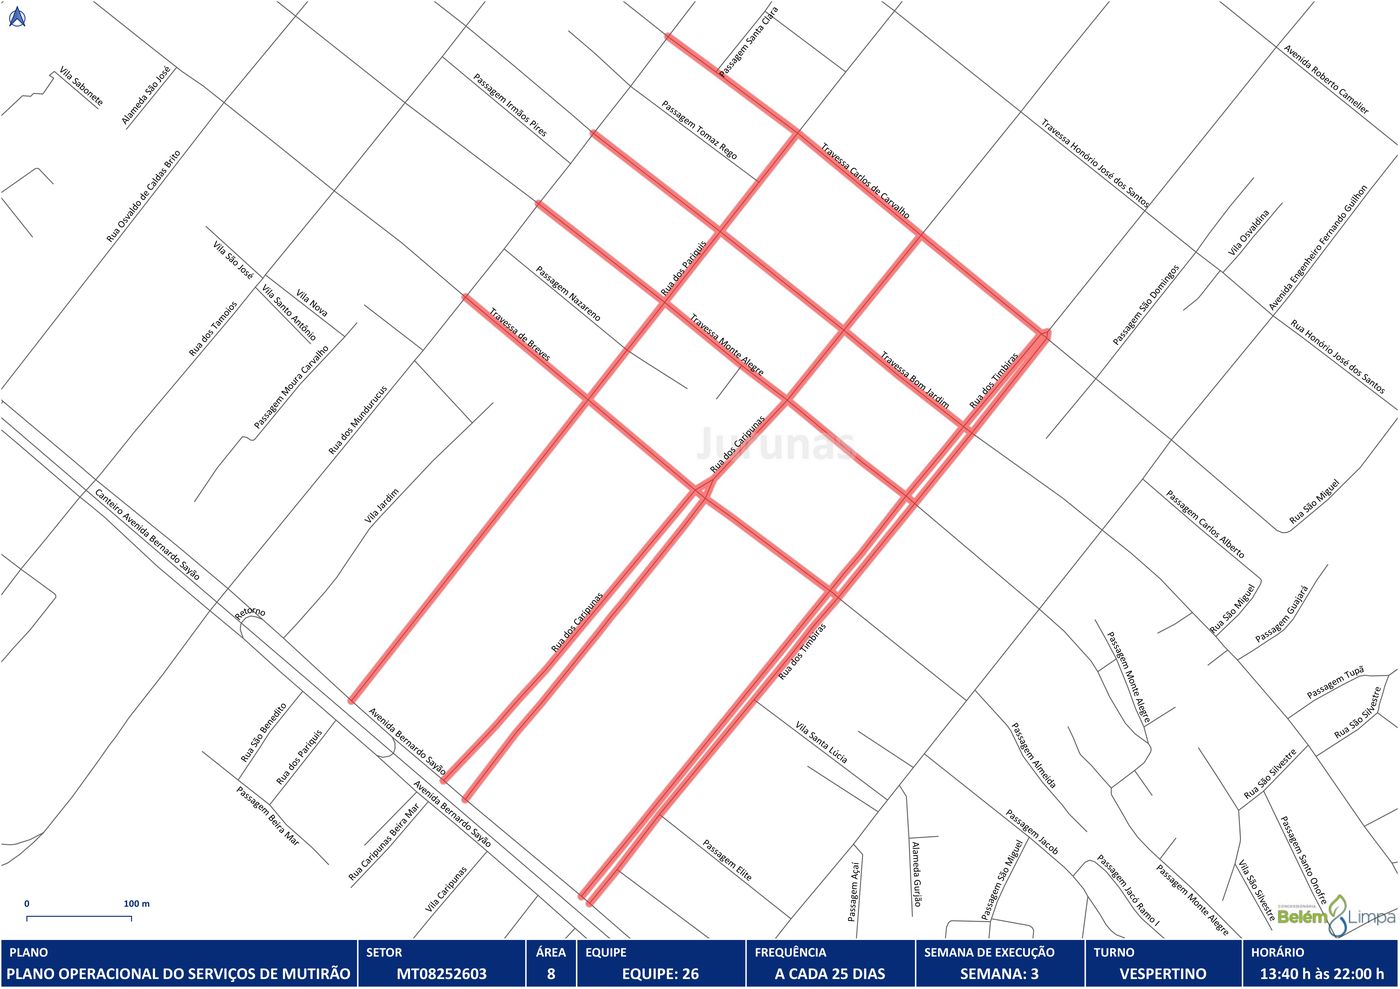 Vila Sabonete
Alameda São José
Passagem Santa Clara
Avenida Roberto Camelier
Passagem Irmãos Pires
Passagem Tomaz Rego
Travessa Honório José dos Santos
Rua Osvaldo de Caldas Brito
Travessa Carlos de Carvalho
Vila Osvaldina
Avenida Engenheiro Fernando Guilhon
Vila São José
Rua dos Pariquis
Passagem Nazareno
Vila Nova
Vila Santo Antônio
Passagem São Domingos
Rua dos Tamoios
Travessa de Breves
Travessa Monte Alegre
Rua Honório José dos Santos
Passagem Moura Carvalho
Travessa Bom Jardim
Rua dos Timbiras
Rua dos Mundurucus
Rua dos Caripunas
Jurunas
Vila Jardim
Canteiro Avenida Bernardo Sayão
Rua São Miguel
Passagem Carlos Alberto
Retorno
Rua dos Caripunas
Rua São Miguel
Passagem Guajará
Rua dos Timbiras
Passagem Monte Alegre
Passagem Tupã
Rua São Silvestre
Rua São Benedito
Rua dos Pariquis
Avenida Bernardo Sayão
Vila Santa Lúcia
Passagem Almeida
Rua São Silvestre
Passagem Beira Mar
Avenida Bernardo Sayão
Rua Caripunas Beira Mar
Passagem Jacob
Passagem Elite
Vila Caripunas
Passagem Açaí
Alameda Gurjão
Passagem São Miguel
Passagem Jacó Ramo I
Passagem Monte Alegre
Vila São Silvestre
Passagem Santo Onofre
0 100 m
CONCESSIONÁRIA
Belém Limpa
PLANO
PLANO OPERACIONAL DO SERVIÇOS DE MUTIRÃO
SETOR
MT08252603
ÁREA
8
EQUIPE
EQUIPE: 26
FREQUÊNCIA
A CADA 25 DIAS
SEMANA DE EXECUÇÃO
SEMANA: 3
TURNO
VESPERTINO
HORÁRIO
13:40 h às 22:00 h